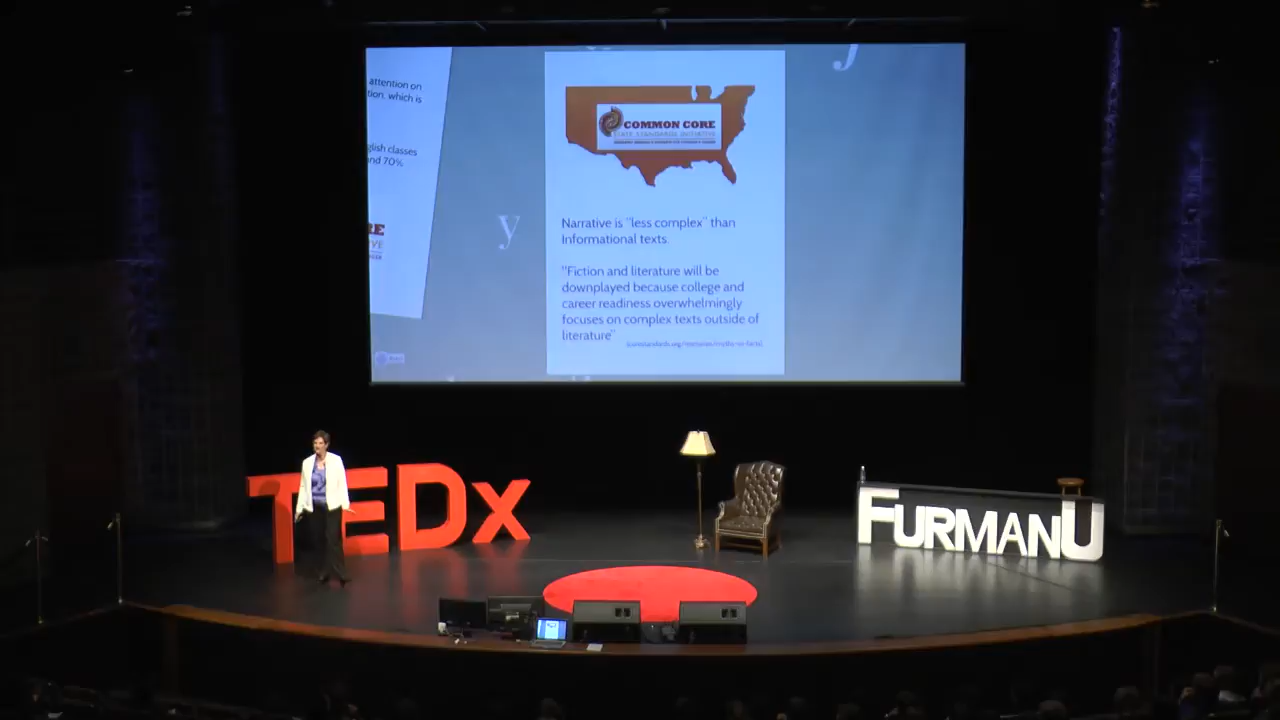 attention on
tion, which is
glish classes
nd 70%
RE
y
y
COMMON CORE
STATE STANDARDS INITIATIVE
Narrative is "less complex" than
Informational texts.
"Fiction and literature will be
downplayed because college and
career readiness overwhelmingly
focuses on complex texts outside of
literature"
TEDx
FURMANU